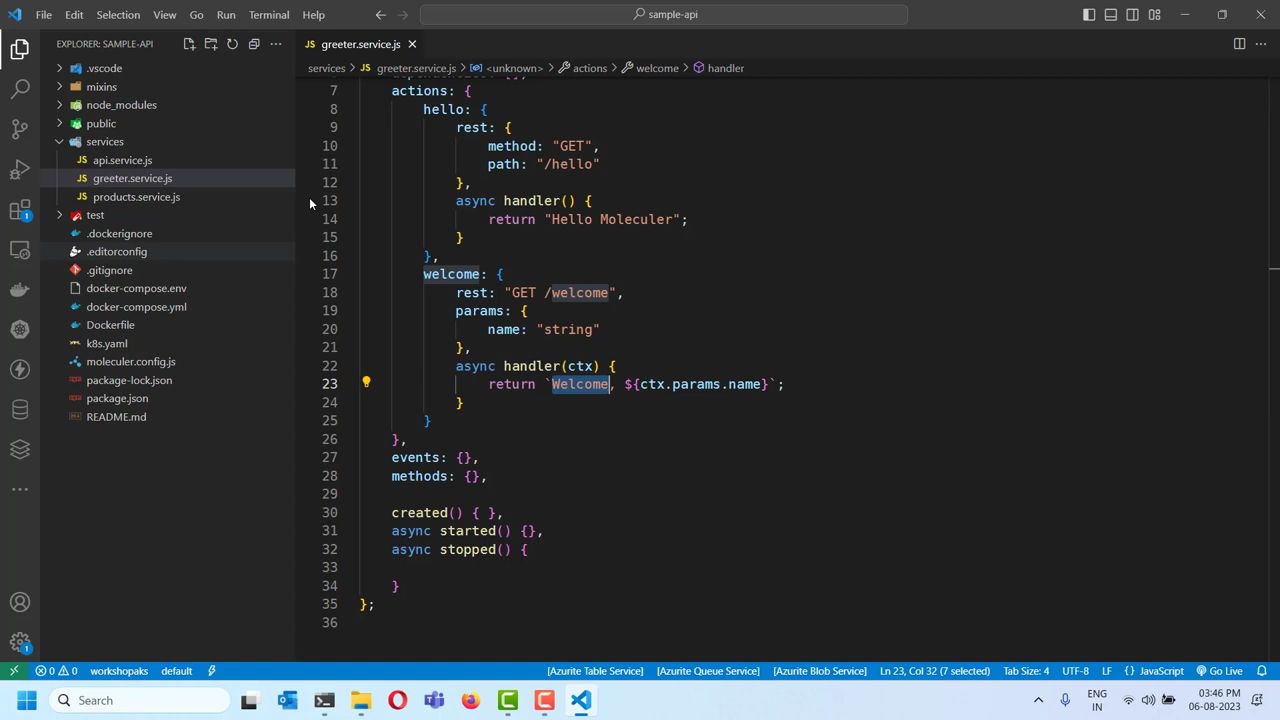 File Edit Selection View Go Run Terminal Help
sample-api
EXPLORER: SAMPLE-API
.vscode
mixins
node_modules
public
services
api.service.js
greeter.service.js
products.service.js
test
.dockerignore
.editorconfig
.gitignore
docker-compose.env
docker-compose.yml
Dockerfile
k8s.yaml
moleculer.config.js
package-lock.json
package.json
README.md
1
1
JS greeter.service.js
services > JS greeter.service.js > <unknown> > actions > welcome > handler
7 actions: {
8 hello: {
9 rest: {
10 method: "GET",
11 path: "/hello"
12 },
13 async handler() {
14 return "Hello Moleculer";
15 }
16 },
17 welcome: {
18 rest: "GET /welcome",
19 params: {
20 name: "string"
21 },
22 async handler(ctx) {
23 return `Welcome, ${ctx.params.name}`;
24 }
25 }
26 },
27 events: {},
28 methods: {},
29
30 created() { },
31 async started() {},
32 async stopped() {
33
34 }
35 };
36
0 0 workshopaks default [Azurite Table Service] [Azurite Queue Service] [Azurite Blob Service] Ln 23, Col 32 (7 selected) Tab Size: 4 UTF-8 LF {} JavaScript Go Live
Search
ENG
IN
03:46 PM
06-08-2023